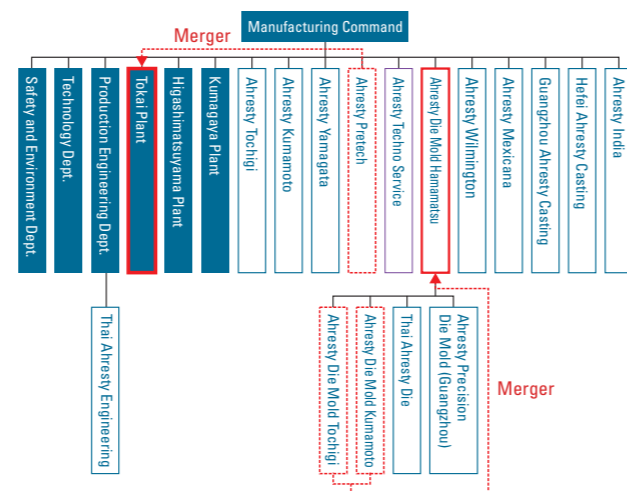 Manufacturing Command
Merger
Safety and Environment Dept.
Technology Dept.
Production Engineering Dept.
Tokai Plant
Higashimatsuyama Plant
Kumagaya Plant
Ahresty Tochigi
Ahresty Kumamoto
Ahresty Yamagata
Ahresty Pretech
Ahresty Techno Service
Ahresty Die Mold Hamamatsu
Ahresty Wilmington
Ahresty Mexicana
Guangzhou Ahresty Casting
Hefei Ahresty Casting
Ahresty India
Thai Ahresty Engineering
Ahresty Die Mold Tochigi
Ahresty Die Mold Kumamoto
Thai Ahresty Die
Ahresty Precision
Die Mold (Guangzhou)
Merger